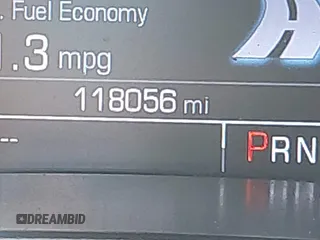 . Fuel Economy
.3 mpg
118056 mi
-- PRN
DREAMBID